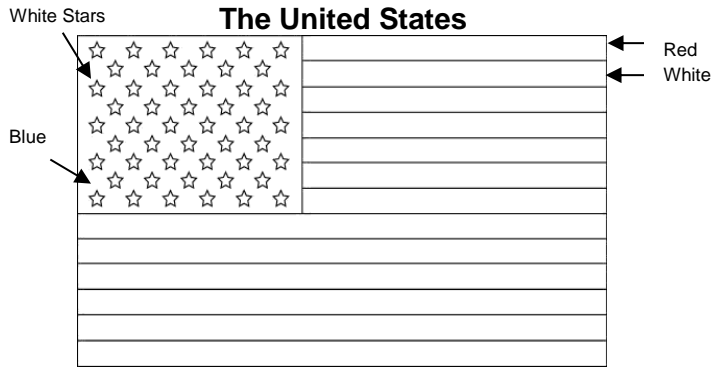 The United States
White Stars
Red
White
Blue